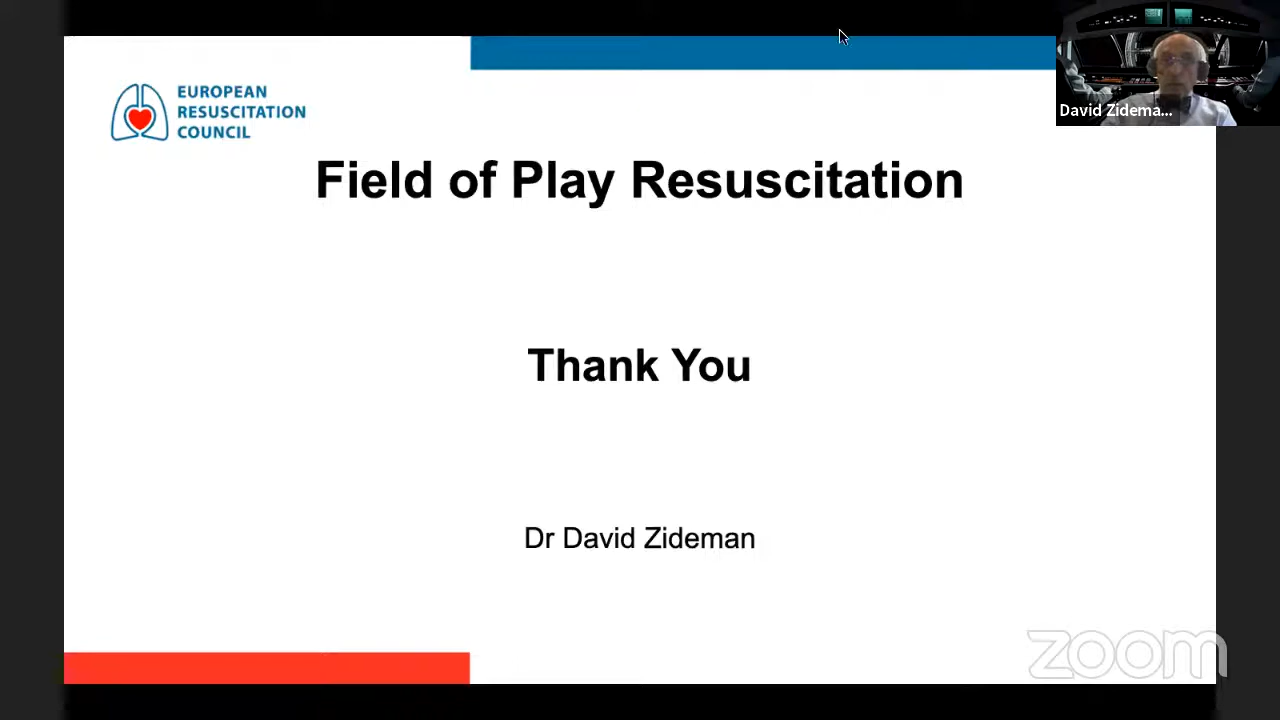 EUROPEAN
RESUSCITATION
COUNCIL
David Zidema...
Field of Play Resuscitation
Thank You
Dr David Zideman
zoom